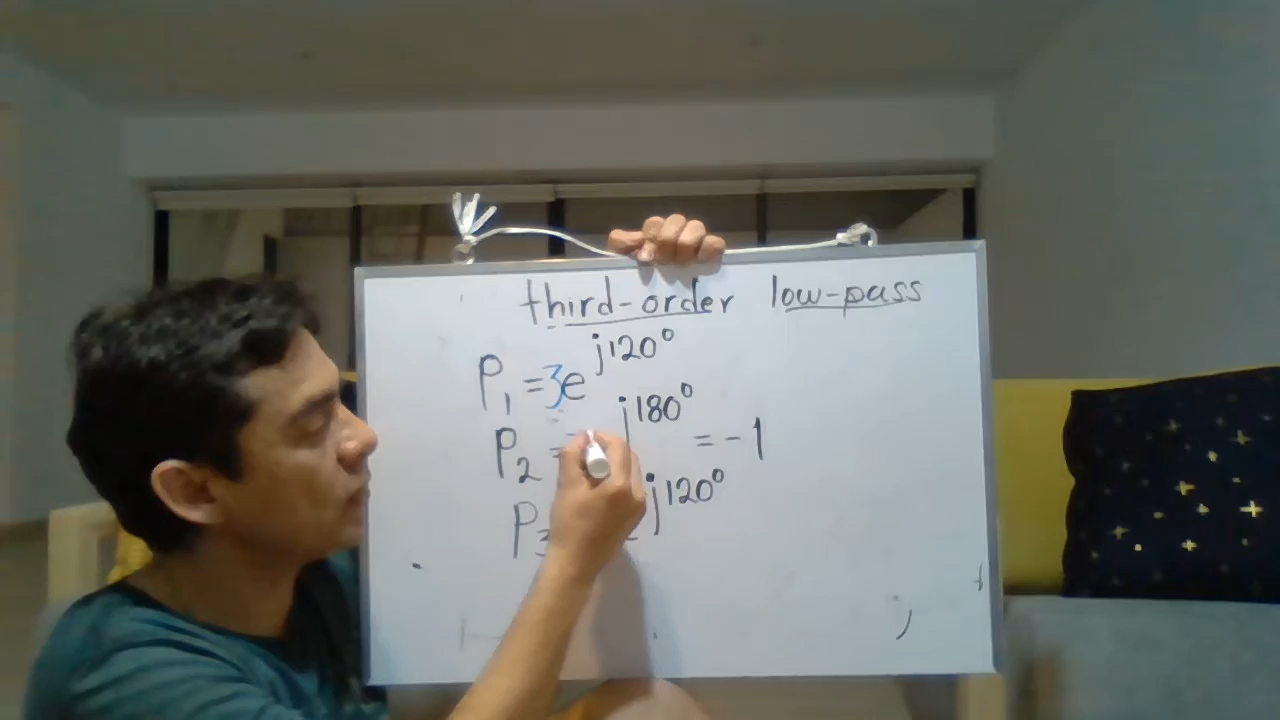 third-order low-pass
P₁ = 3e^j120°
P₂ = j180° = -1
P₃ e^j120°